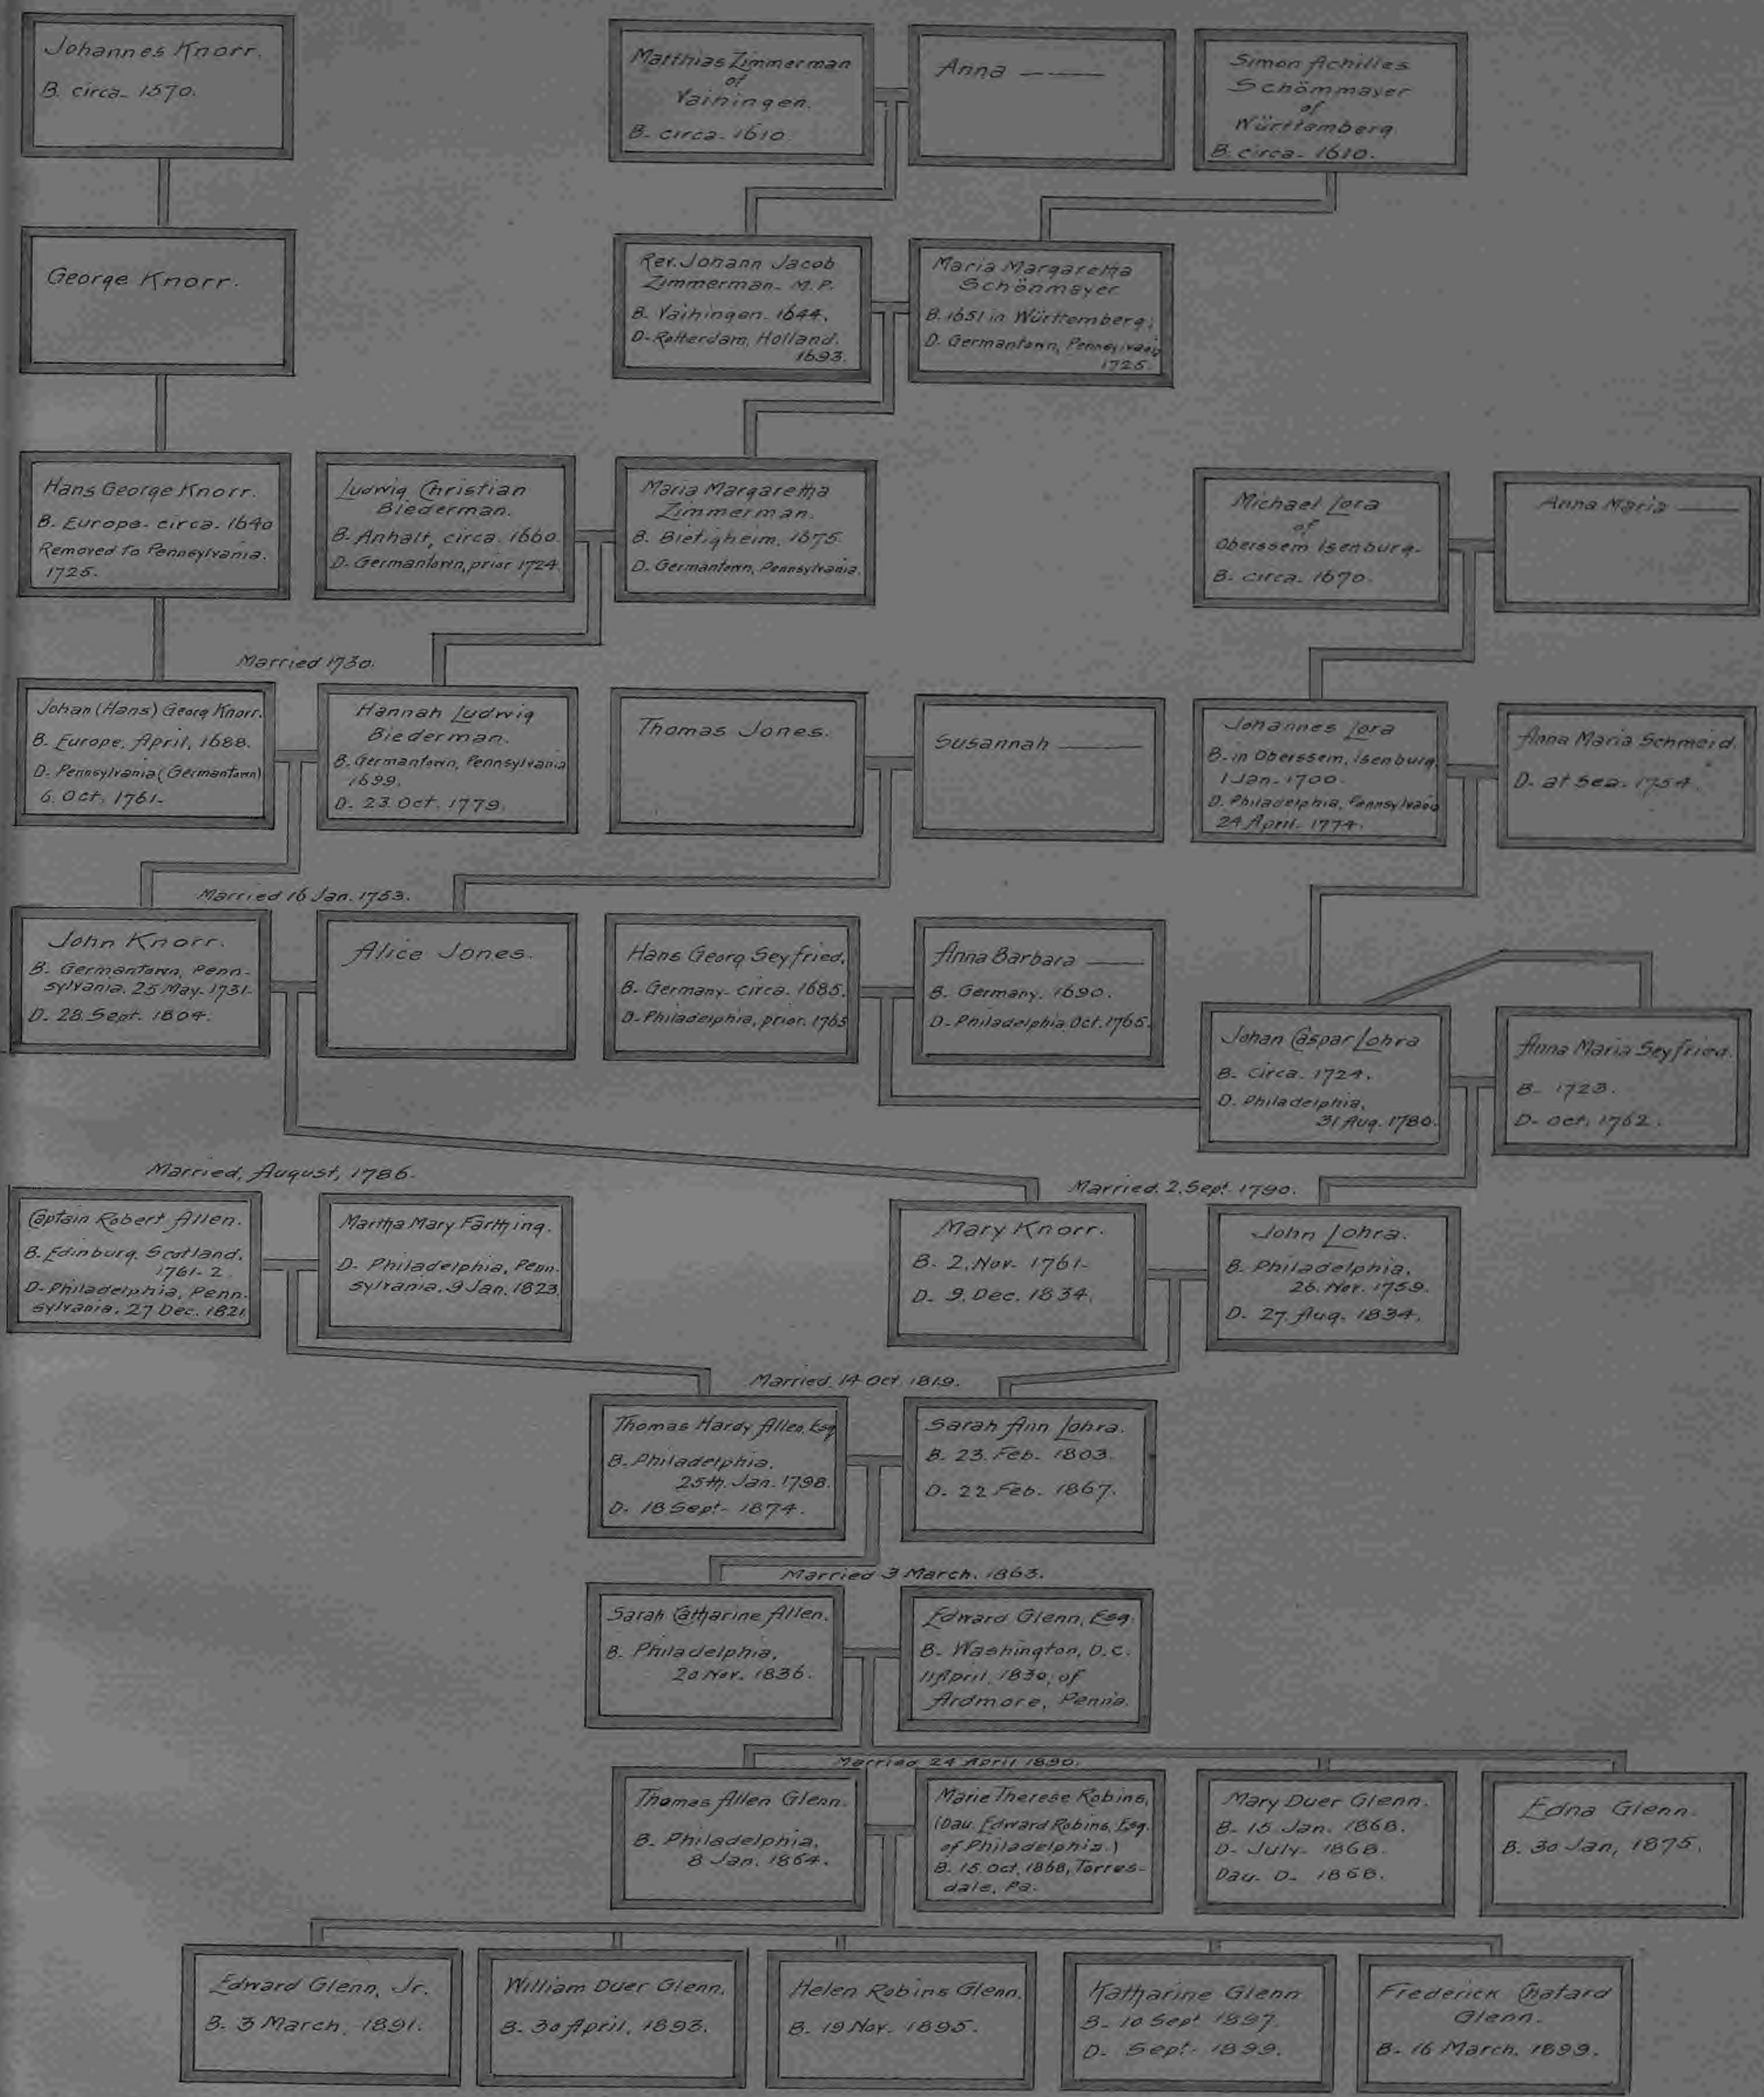 Johannes Knorr.
B. circa- 1570.
Matthias Zimmerman
of
Vaihingen.
B- circa- 1610
Anna ———
Simon Achilles
Schömmayer
of
Württemberg
B. circa- 1610.
George Knorr.
Rev. Johann Jacob
Zimmerman- M.P.
B. Vaihingen- 1644.
D- Rotterdam, Holland.
1693.
Maria Margaretha
Schönmayer
B. 1651 in Württemberg;
D. Germantown, Pennsylvania
1725.
Hans George Knorr.
B. Europe- circa. 1640
Removed to Pennsylvania.
1725.
Ludwig Christian
Biederman.
B- Anhalt, circa. 1660.
D- Germantown, prior 1724
Maria Margaretha
Zimmerman.
B. Bietigheim. 1675.
D- Germantown, Pennsylvania.
Michael Lora
of
Oberssem Isenburg-
B- circa- 1670.
Anna Maria ———
Married 1730.
Johan (Hans) Georg Knorr.
B. Europe. April, 1688.
D. Pennsylvania (Germantown)
6. Oct, 1761-
Hannah Ludwig
Biederman.
B. Germantown, Pennsylvania
1699.
D- 23. Oct. 1779.
Thomas Jones.
Susannah ———
Johannes Lora
B- in Oberssem, Isenburg,
1 Jan- 1700-
D. Philadelphia, Pennsylvania
24 April- 1774.
Anna Maria Schmeid.
D- at Sea- 1754.
Married 16 Jan. 1753.
John Knorr.
B- Germantown, Penn-
sylvania. 25 May- 1731-
D. 28. Sept. 1804.
Alice Jones.
Hans Georg Seyfried.
B- Germany- circa. 1685.
D- Philadelphia, prior. 1765
Anna Barbara ———
B- Germany. 1690.
D- Philadelphia Oct. 1765.
Johan Caspar Lohra
B- Circa- 1724.
D. Philadelphia,
31 Aug. 1780.
Anna Maria Seyfried.
B- 1723.
D- Oct. 1762.
Married, August, 1786.
Captain Robert Allen.
B. Edinburg, Scotland.
1761-2
D- Philadelphia, Penn-
sylvania. 27 Dec. 1821.
Martha Mary Farthing.
D- Philadelphia, Penn-
sylvania. 9 Jan. 1823.
Married. 2. Sept- 1790.
Mary Knorr.
B- 2. Nov- 1761-
D- 9. Dec. 1834.
John Lohra.
B- Philadelphia,
26. Nov. 1759.
D- 27. Aug. 1834.
Married. 14 Oct. 1819.
Thomas Hardy Allen, Esq
B- Philadelphia.
25th. Jan. 1798.
D- 18 Sept- 1874.
Sarah Ann Lohra.
B- 23. Feb- 1803.
D. 22 Feb. 1867.
Married 3 March. 1863.
Sarah Catharine Allen.
B- Philadelphia,
20 Nov. 1836.
Edward Glenn, Esq.
B- Washington, D.C.
11 April, 1830; of
Ardmore, Penna.
Married 24 April 1890.
Thomas Allen Glenn.
B- Philadelphia,
8 Jan. 1864.
Marie Therese Robins,
(Dau. Edward Robins, Esq.
of Philadelphia.)
B. 15. Oct. 1868, Torres-
dale, Pa.
Mary Duer Glenn.
B- 15 Jan. 1868.
D- July- 1868.
Dau- D- 1868.
Edna Glenn.
B. 30 Jan, 1875.
Edward Glenn, Jr.
B- 3 March, 1891.
William Duer Glenn.
B- 30 April, 1893.
Helen Robins Glenn.
B- 19 Nov. 1895.
Katharine Glenn
B- 10 Sept 1897.
D- Sept- 1899.
Frederick Chatard
Glenn.
B- 16 March. 1899.